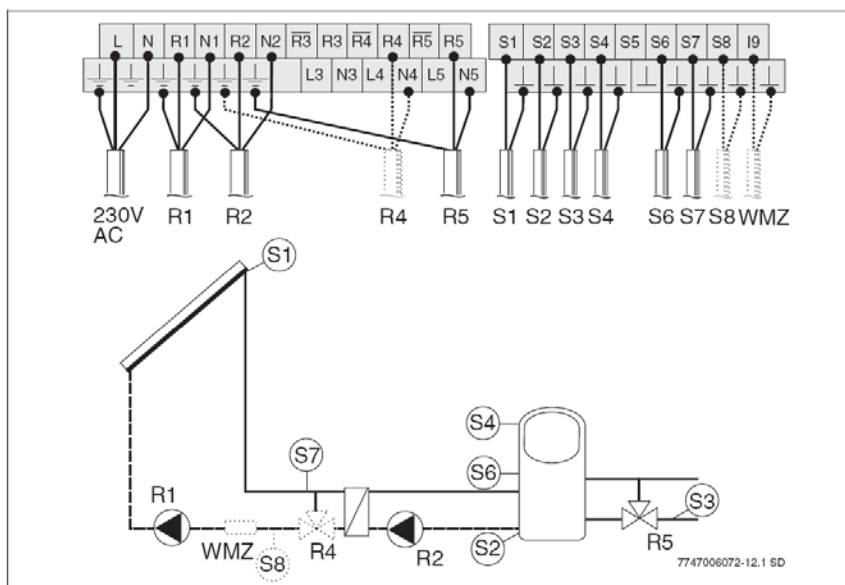 L N R1 N1 R2 N2 R3 R3 R4 R4 R5 R5 S1 S2 S3 S4 S5 S6 S7 S8 I9
L3 N3 L4 N4 L5 N5
230V AC R1 R2 R4 R5 S1 S2 S3 S4 S6 S7 S8 WMZ
S1
S4
S7 S6
R1 S3
WMZ S8 R4 R2 S2 R5
7747006072-12.1 SD